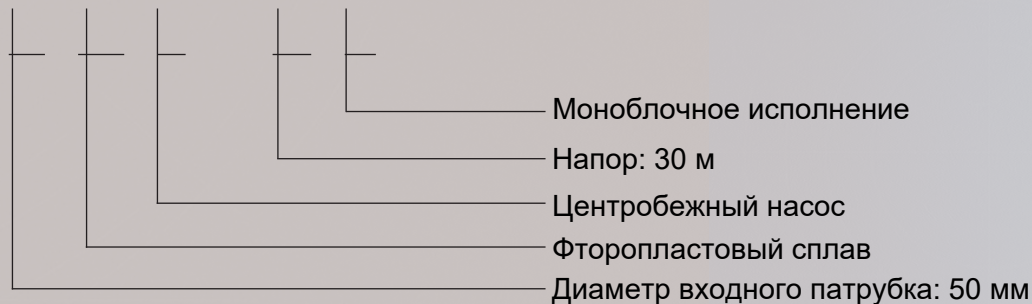 Моноблочное исполнение
Напор: 30 м
Центробежный насос
Фторопластовый сплав
Диаметр входного патрубка: 50 мм